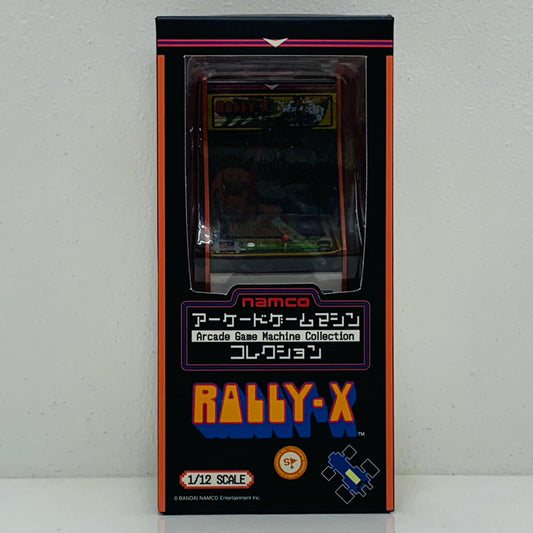 RALLY-X
namco
アーケードゲームマシン
Arcade Game Machine Collection
コレクション
RALLY-X
TM
1/12 SCALE
© BANDAI NAMCO Entertainment Inc.